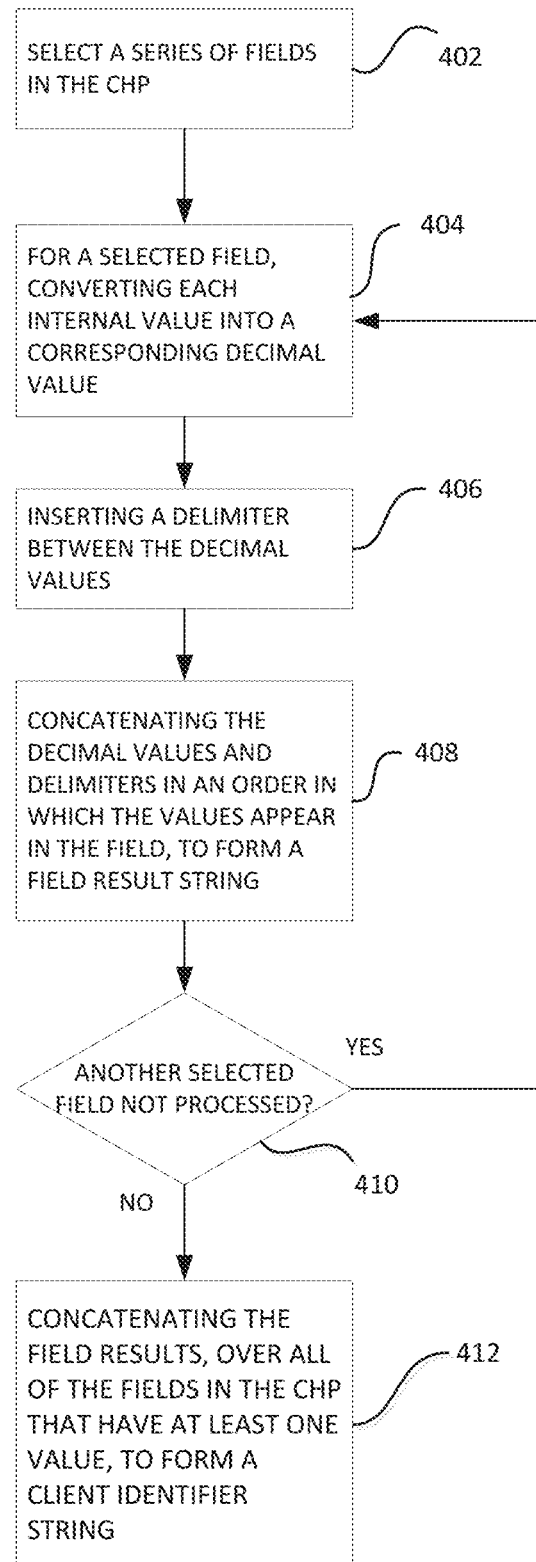 SELECT A SERIES OF FIELDS
IN THE CHP
402
404
FOR A SELECTED FIELD,
CONVERTING EACH
INTERNAL VALUE INTO A
CORRESPONDING DECIMAL
VALUE
406
INSERTING A DELIMITER
BETWEEN THE DECIMAL
VALUES
CONCATENATING THE
DECIMAL VALUES AND
DELIMITERS IN AN ORDER IN
WHICH THE VALUES APPEAR
IN THE FIELD, TO FORM A
FIELD RESULT STRING
408
YES
ANOTHER SELECTED
FIELD NOT PROCESSED?
410
NO
CONCATENATING THE
FIELD RESULTS, OVER ALL
OF THE FIELDS IN THE CHP
THAT HAVE AT LEAST ONE
VALUE, TO FORM A
CLIENT IDENTIFIER
STRING
412